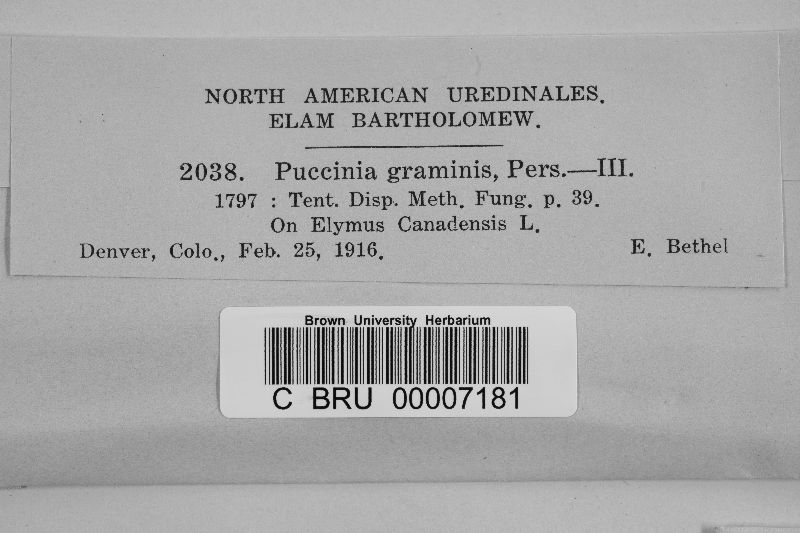 NORTH AMERICAN UREDINALES.
ELAM BARTHOLOMEW.
2038. Puccinia graminis, Pers.—III.
1797 : Tent. Disp. Meth. Fung. p. 39.
On Elymus Canadensis L.
Denver, Colo., Feb. 25, 1916. E. Bethel
Brown University Herbarium
C BRU 00007181